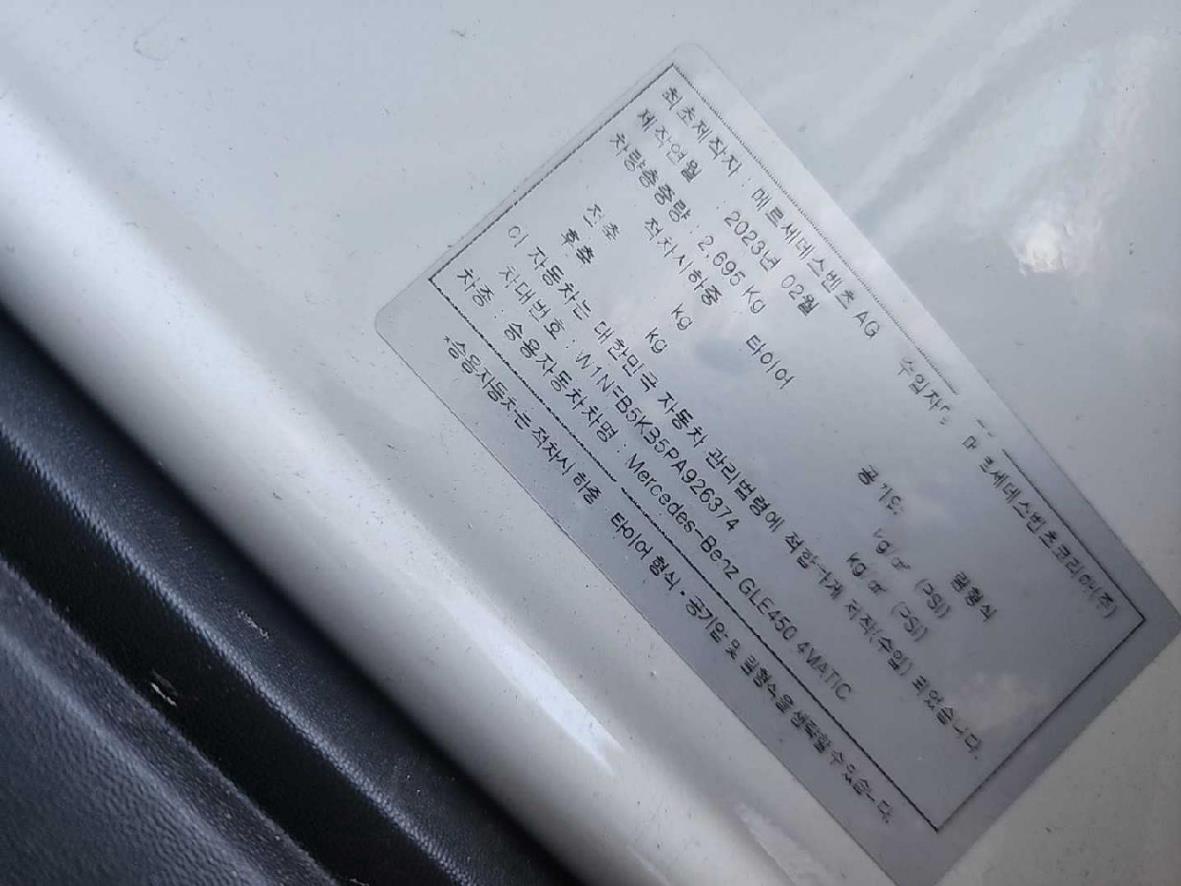 최초제작자 : 메르세데스벤츠 AG 수입자 메르세데스벤츠코리아(주)
제작연월 : 2023년 02월
차량총중량 : 2,695 Kg
적차시하중 타이어 공기압 림형식
전축 kg kg/㎠ (PSI)
후축 kg kg/㎠ (PSI)
이 자동차는 대한민국 자동차 관리법령에 적합하게 제작(수입) 되었습니다.
차대번호 : W1NFB5KB5PA926374
차종 : 승용자동차 차명 : Mercedes-Benz GLE450 4MATIC
*승용자동차는 적차시 하중 타이어 형식·공기압 및 림형식을 생략할 수 있습니다.